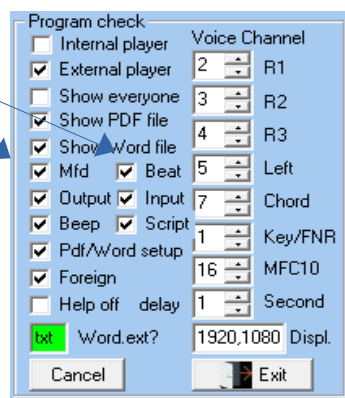 Program check
Internal player Voice Channel
External player 2 R1
Show everyone 3 R2
Show PDF file
Show Word file 4 R3
Mfd Beat 5 Left
Output Input 7 Chord
Beep Script
Pdf/Word setup 1 Key/FNR
Foreign 16 MFC10
Help off delay 1 Second
txt Word.ext? 1920,1080 Displ.
Cancel Exit